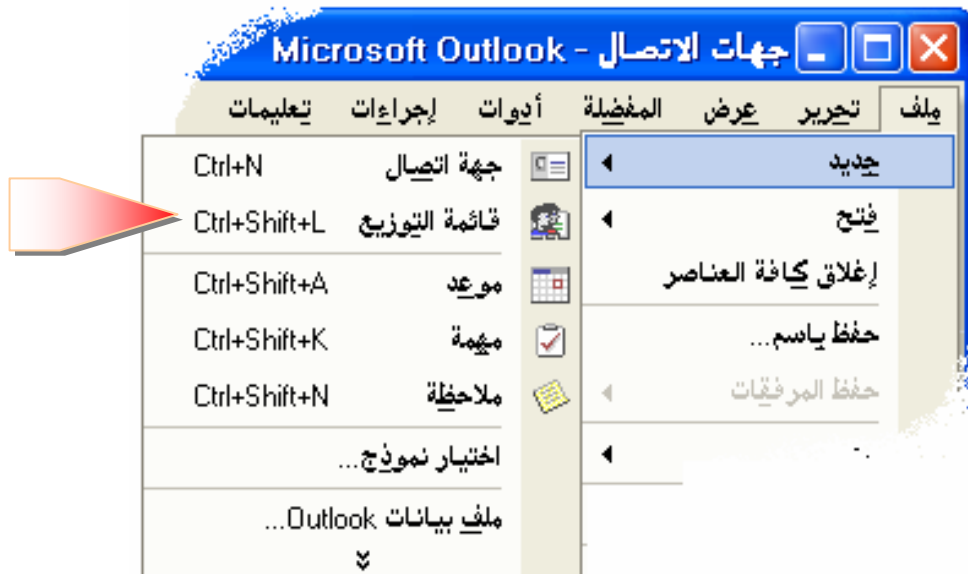 جهات الاتصال - Microsoft Outlook
ملف تحرير عرض المفضلة أدوات إجراءات تعليمات
جديد
فتح
إغلاق كافة العناصر
حفظ باسم...
حفظ المرفقات
جهة اتصال Ctrl+N
قائمة التوزيع Ctrl+Shift+L
موعد Ctrl+Shift+A
مهمة Ctrl+Shift+K
ملاحظة Ctrl+Shift+N
اختيار نموذج...
ملف بيانات Outlook...